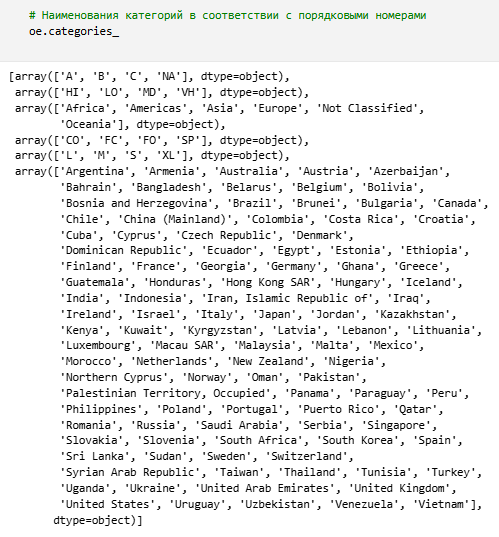 # Наименования категорий в соответствии с порядковыми номерами
oe.categories_
[array(['A', 'B', 'C', 'NA'], dtype=object),
array(['HI', 'LO', 'MD', 'VH'], dtype=object),
array(['Africa', 'Americas', 'Asia', 'Europe', 'Not Classified',
'Oceania'], dtype=object),
array(['CO', 'FC', 'FO', 'SP'], dtype=object),
array(['L', 'M', 'S', 'XL'], dtype=object),
array(['Argentina', 'Armenia', 'Australia', 'Austria', 'Azerbaijan',
'Bahrain', 'Bangladesh', 'Belarus', 'Belgium', 'Bolivia',
'Bosnia and Herzegovina', 'Brazil', 'Brunei', 'Bulgaria', 'Canada',
'Chile', 'China (Mainland)', 'Colombia', 'Costa Rica', 'Croatia',
'Cuba', 'Cyprus', 'Czech Republic', 'Denmark',
'Dominican Republic', 'Ecuador', 'Egypt', 'Estonia', 'Ethiopia',
'Finland', 'France', 'Georgia', 'Germany', 'Ghana', 'Greece',
'Guatemala', 'Honduras', 'Hong Kong SAR', 'Hungary', 'Iceland',
'India', 'Indonesia', 'Iran, Islamic Republic of', 'Iraq',
'Ireland', 'Israel', 'Italy', 'Japan', 'Jordan', 'Kazakhstan',
'Kenya', 'Kuwait', 'Kyrgyzstan', 'Latvia', 'Lebanon', 'Lithuania',
'Luxembourg', 'Macau SAR', 'Malaysia', 'Malta', 'Mexico',
'Morocco', 'Netherlands', 'New Zealand', 'Nigeria',
'Northern Cyprus', 'Norway', 'Oman', 'Pakistan',
'Palestinian Territory, Occupied', 'Panama', 'Paraguay', 'Peru',
'Philippines', 'Poland', 'Portugal', 'Puerto Rico', 'Qatar',
'Romania', 'Russia', 'Saudi Arabia', 'Serbia', 'Singapore',
'Slovakia', 'Slovenia', 'South Africa', 'South Korea', 'Spain',
'Sri Lanka', 'Sudan', 'Sweden', 'Switzerland',
'Syrian Arab Republic', 'Taiwan', 'Thailand', 'Tunisia', 'Turkey',
'Uganda', 'Ukraine', 'United Arab Emirates', 'United Kingdom',
'United States', 'Uruguay', 'Uzbekistan', 'Venezuela', 'Vietnam'],
dtype=object)]